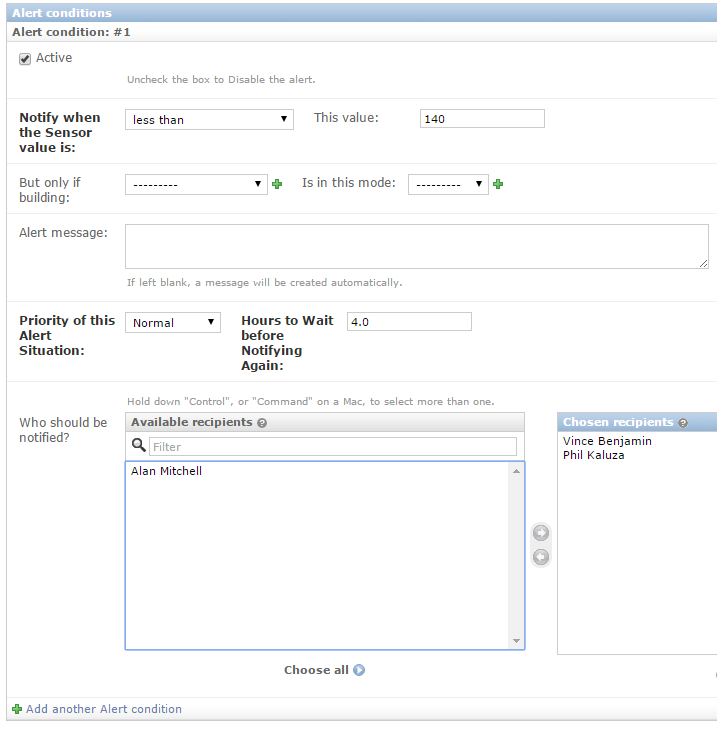 Alert conditions
Alert condition: #1
Active
Uncheck the box to Disable the alert.
Notify when the Sensor value is:
less than
This value:
140
But only if building:
---------
Is in this mode:
---------
Alert message:
If left blank, a message will be created automatically.
Priority of this Alert Situation:
Normal
Hours to Wait before Notifying Again:
4.0
Hold down "Control", or "Command" on a Mac, to select more than one.
Who should be notified?
Available recipients ?
Filter
Alan Mitchell
Choose all
Chosen recipients ?
Vince Benjamin
Phil Kaluza
Add another Alert condition